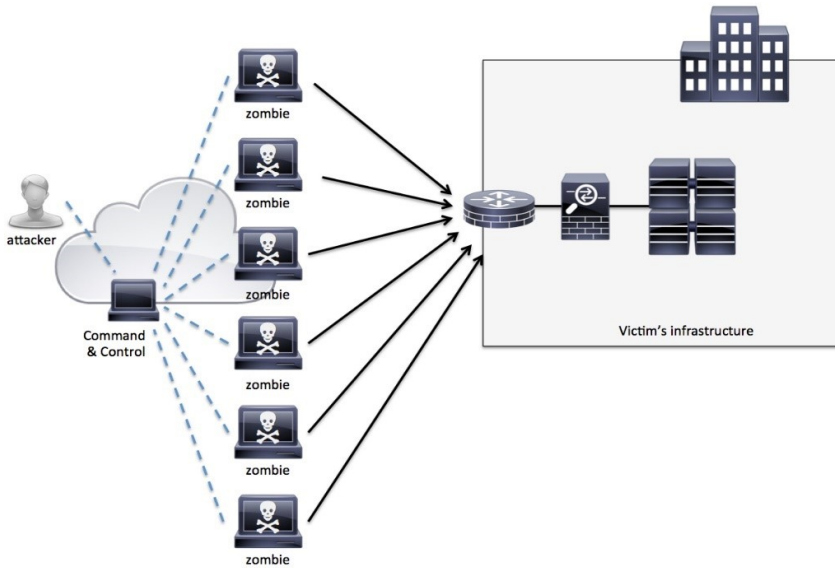 zombie
zombie
attacker
zombie
Command
& Control
zombie
zombie
zombie
Victim's infrastructure